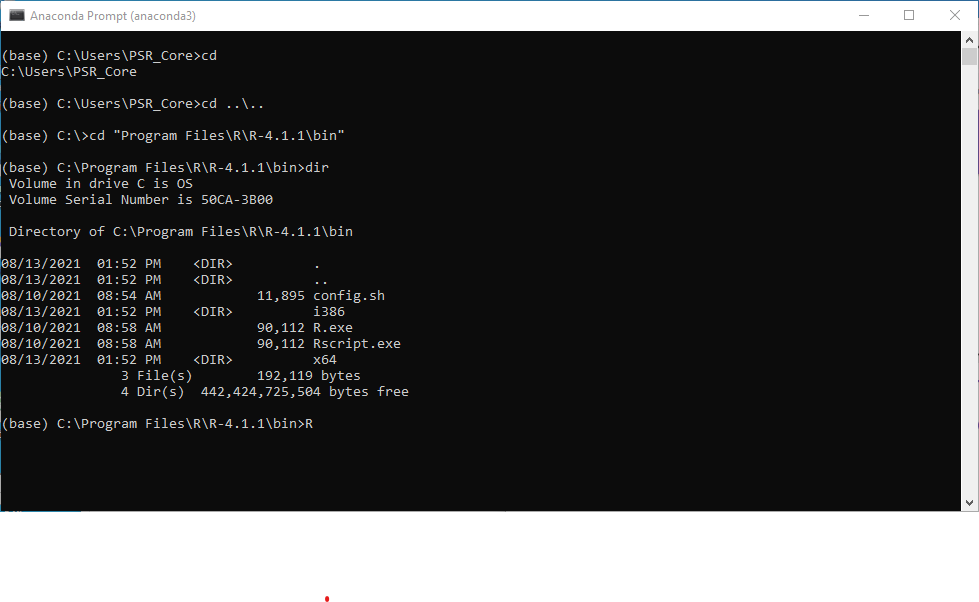 Anaconda Prompt (anaconda3)
(base) C:\Users\PSR_Core>cd
C:\Users\PSR_Core
(base) C:\Users\PSR_Core>cd ..\..
(base) C:\>cd "Program Files\R\R-4.1.1\bin"
(base) C:\Program Files\R\R-4.1.1\bin>dir
 Volume in drive C is OS
 Volume Serial Number is 50CA-3B00
 Directory of C:\Program Files\R\R-4.1.1\bin
08/13/2021  01:52 PM    <DIR>          .
08/13/2021  01:52 PM    <DIR>          ..
08/10/2021  08:54 AM            11,895 config.sh
08/13/2021  01:52 PM    <DIR>          i386
08/10/2021  08:58 AM            90,112 R.exe
08/10/2021  08:58 AM            90,112 Rscript.exe
08/13/2021  01:52 PM    <DIR>          x64
               3 File(s)        192,119 bytes
               4 Dir(s)  442,424,725,504 bytes free
(base) C:\Program Files\R\R-4.1.1\bin>R